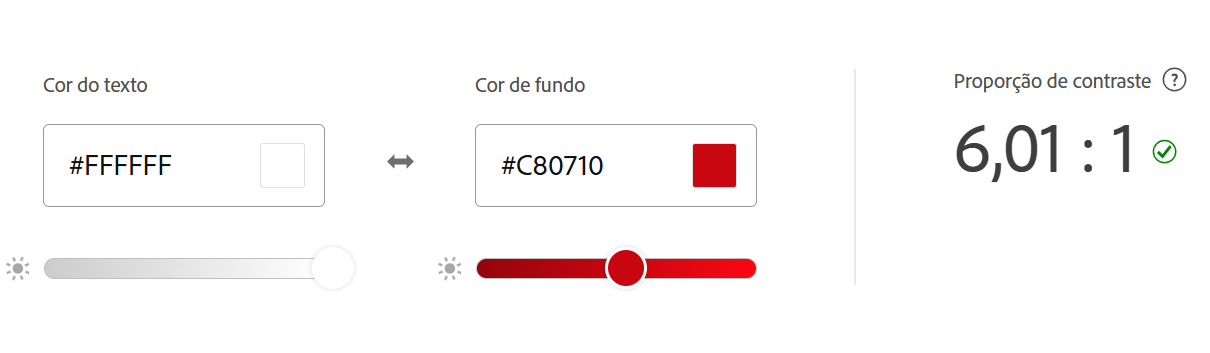 Cor do texto
Cor de fundo
Proporção de contraste ?
#FFFFFF
#C80710
6,01 : 1